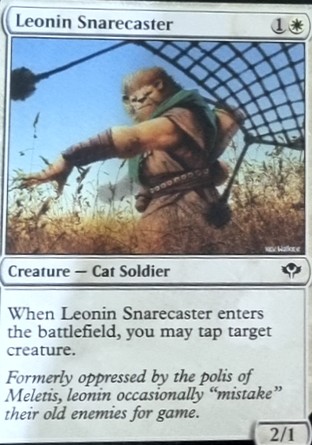 Leonin Snarecaster 1
Creature — Cat Soldier
When Leonin Snarecaster enters
the battlefield, you may tap target
creature.
Formerly oppressed by the polis of
Meletis, leonin occasionally “mistake”
their old enemies for game.
2/1